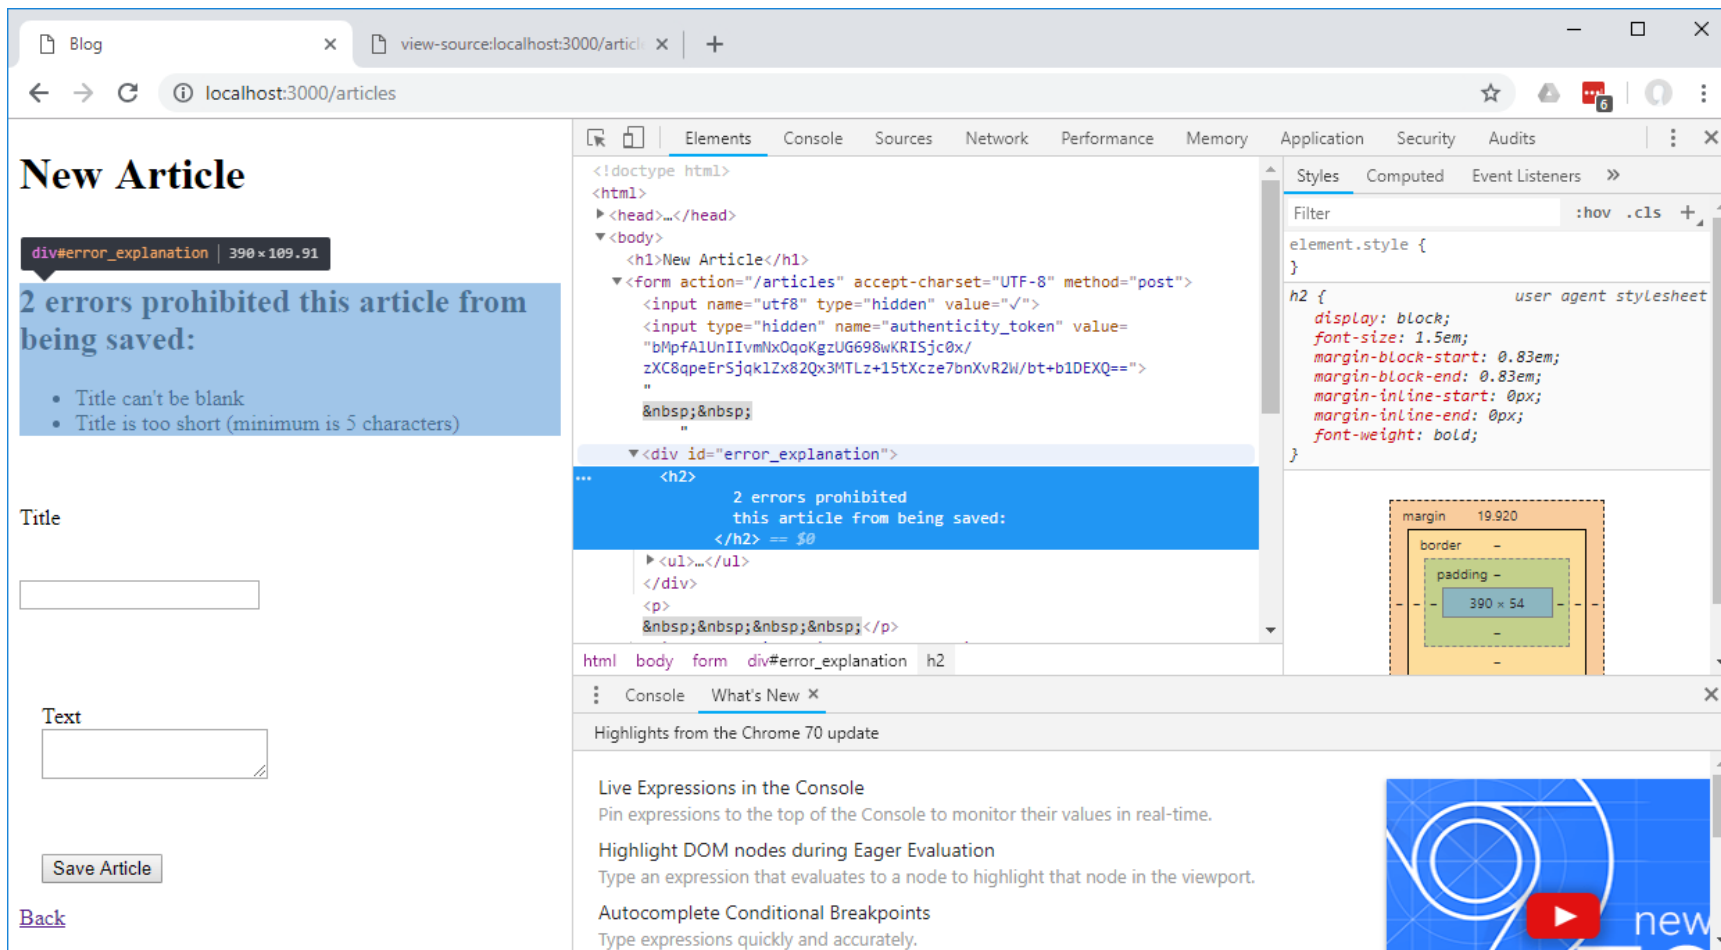 Blog
view-source:localhost:3000/articl
localhost:3000/articles
6
New Article
div#error_explanation | 390 × 109.91
2 errors prohibited this article from
being saved:
• Title can't be blank
• Title is too short (minimum is 5 characters)
Title
Text
Save Article
Back
Elements Console Sources Network Performance Memory Application Security Audits
<!doctype html>
<html>
<head>…</head>
<body>
<h1>New Article</h1>
<form action="/articles" accept-charset="UTF-8" method="post">
<input name="utf8" type="hidden" value="✓">
<input type="hidden" name="authenticity_token" value=
"bMpfAlUnIIvmNxOqoKgzUG698wKRISjc0x/
zXC8qpeErSjqklZx82Qx3MTLz+15tXcze7bnXvR2W/bt+b1DEXQ==">
"
&nbsp;&nbsp;
"
<div id="error_explanation">
<h2>
2 errors prohibited
this article from being saved:
</h2> == $0
<ul>…</ul>
</div>
<p>
&nbsp;&nbsp;&nbsp;&nbsp;</p>
html body form div#error_explanation h2
Styles Computed Event Listeners »
Filter :hov .cls +
element.style {
}
h2 { user agent stylesheet
display: block;
font-size: 1.5em;
margin-block-start: 0.83em;
margin-block-end: 0.83em;
margin-inline-start: 0px;
margin-inline-end: 0px;
font-weight: bold;
}
margin 19.920
border –
padding –
– – – 390 × 54 – – –
–
–
Console What's New ×
Highlights from the Chrome 70 update
Live Expressions in the Console
Pin expressions to the top of the Console to monitor their values in real-time.
Highlight DOM nodes during Eager Evaluation
Type an expression that evaluates to a node to highlight that node in the viewport.
Autocomplete Conditional Breakpoints
Type expressions quickly and accurately.
new